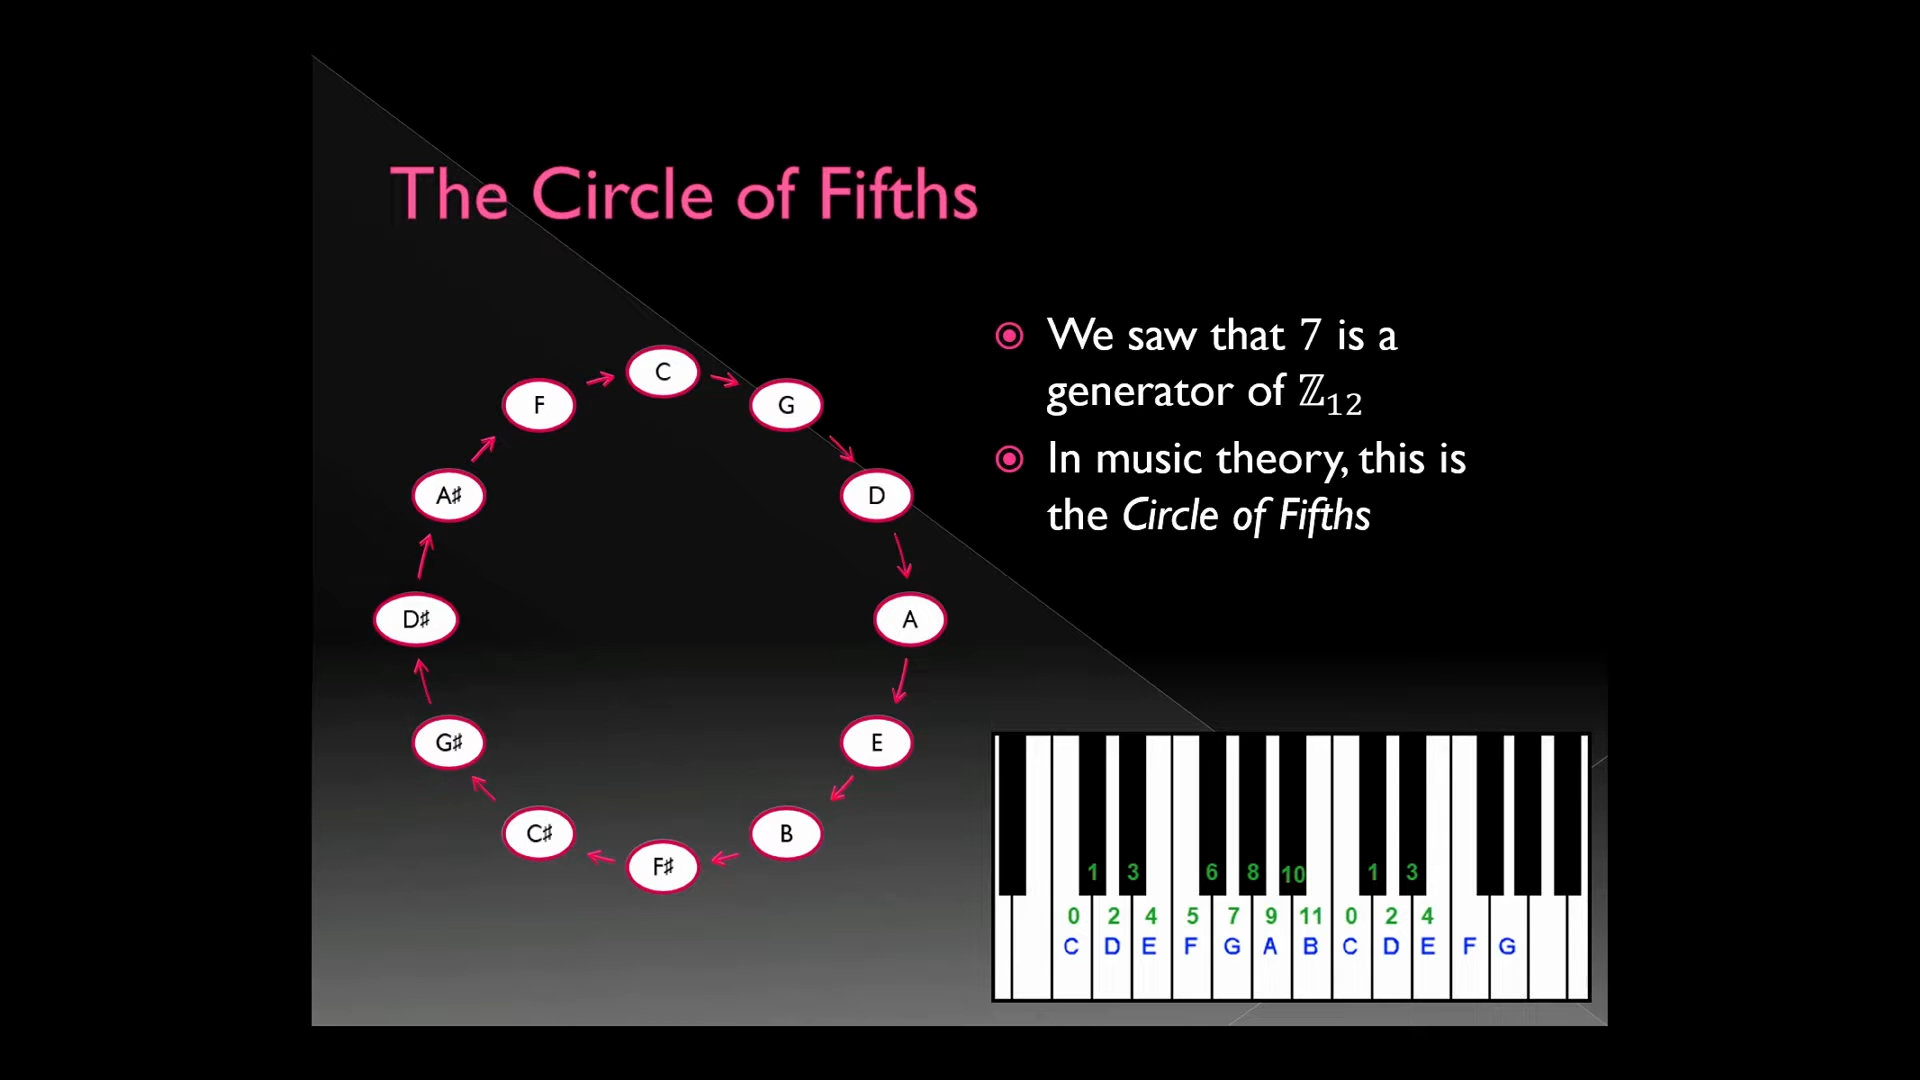 The Circle of Fifths
We saw that 7 is a
generator of ℤ₁₂
In music theory, this is
the Circle of Fifths
C
G
D
A
E
B
F♯
C♯
G♯
D♯
A♯
F
1 3 6 8 10 1 3
0 2 4 5 7 9 11 0 2 4
C D E F G A B C D E F G